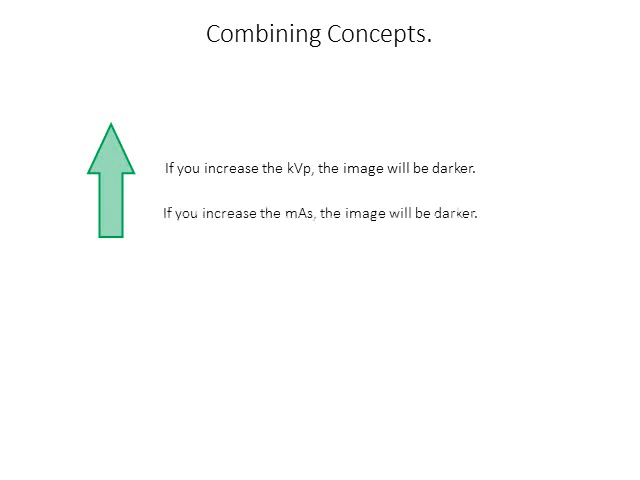 Combining Concepts.
If you increase the kVp, the image will be darker.
If you increase the mAs, the image will be darker.